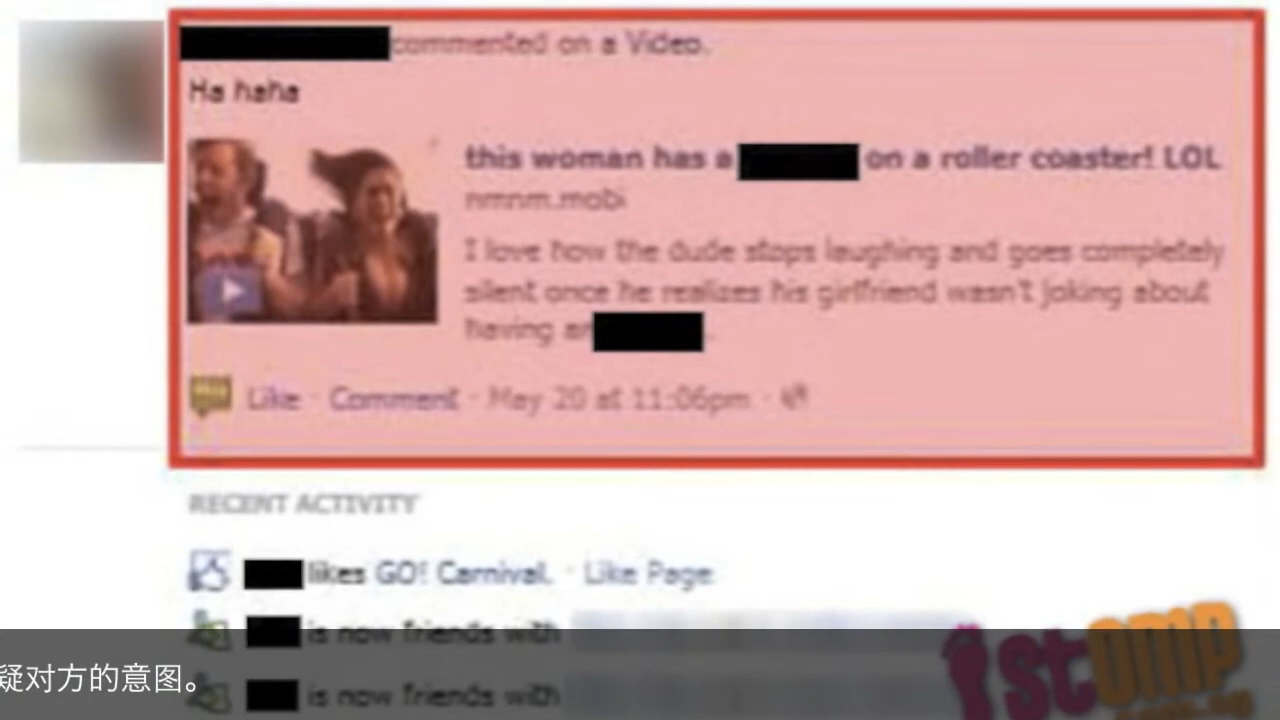 commented on a Video.
Ha haha
this woman has a on a roller coaster! LOL
nmnm.mobi
I love how the dude stops laughing and goes completely
silent once he realizes his girlfriend wasn't joking about
having an .
Like · Comment · May 20 at 11:06pm ·
RECENT ACTIVITY
likes GO! Carnival. · Like Page
is now friends with
is now friends with
stomp
疑对方的意图。